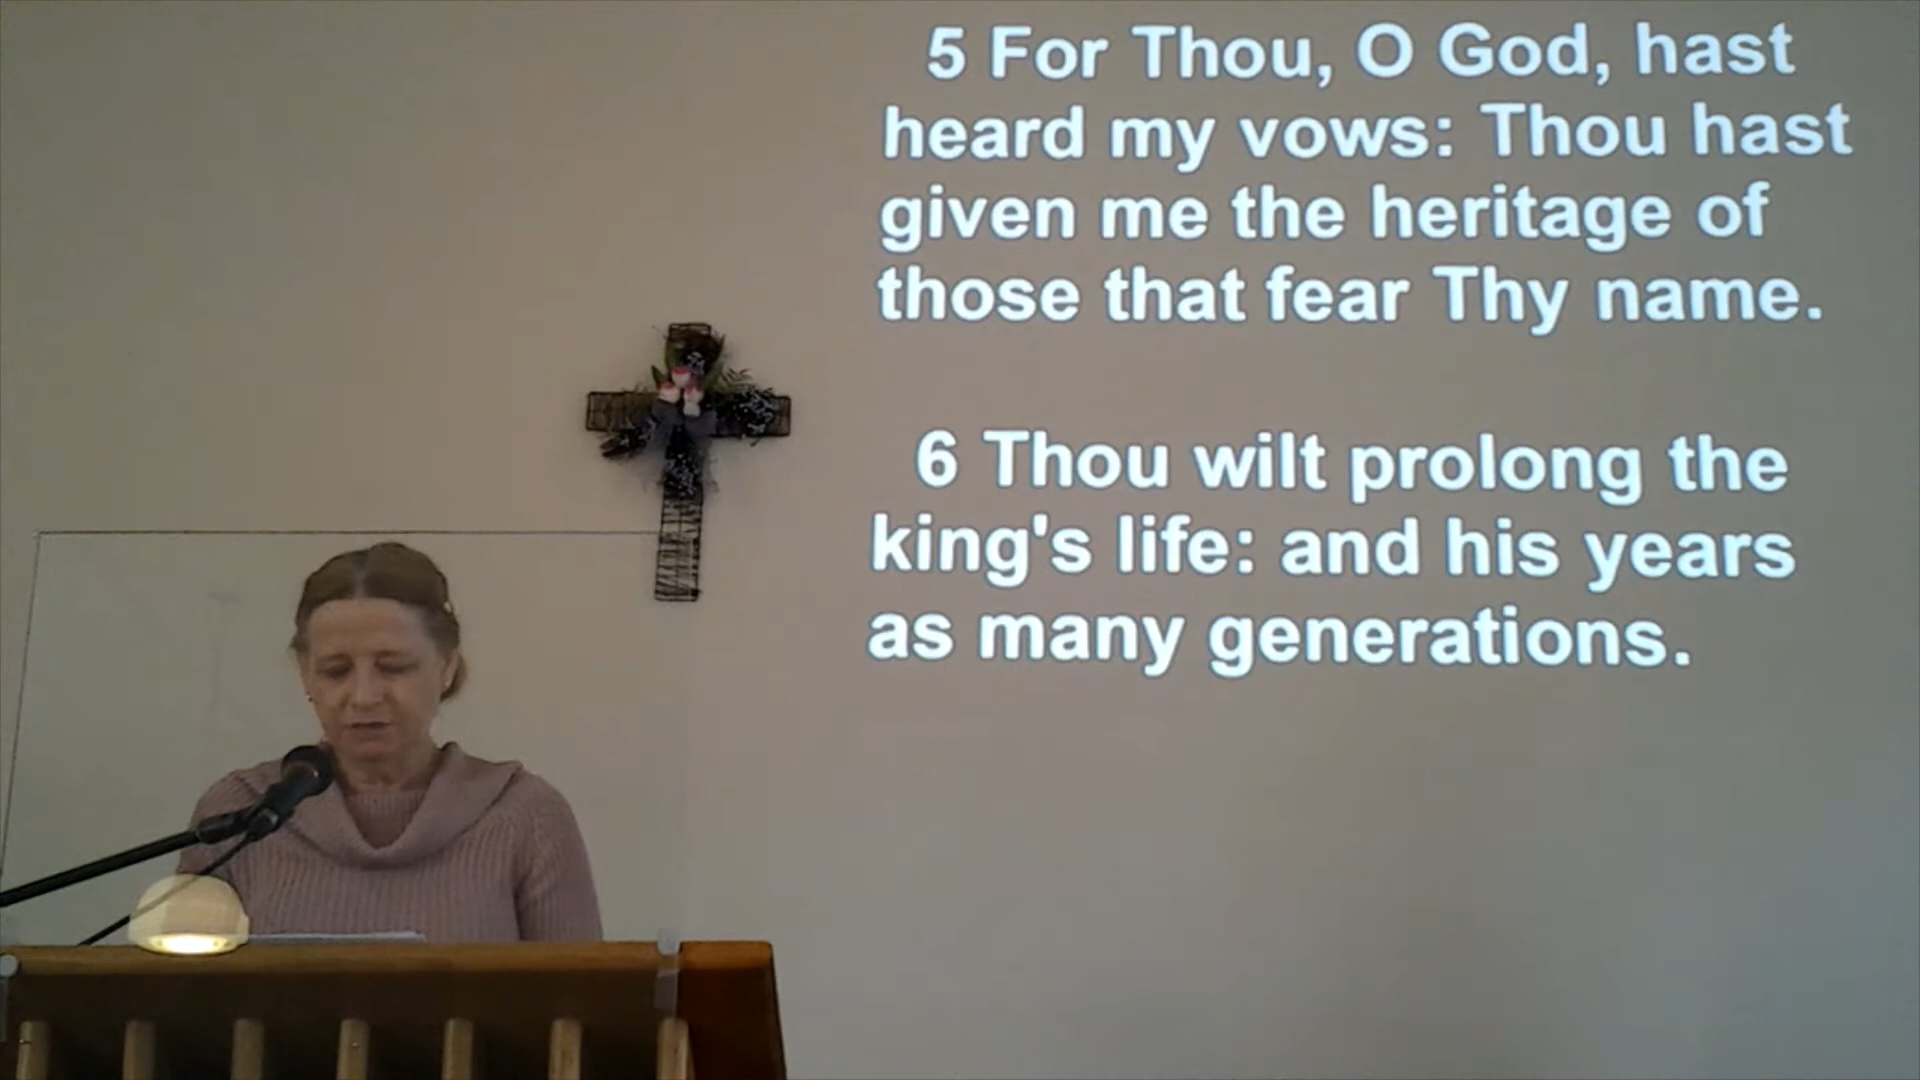 5 For Thou, O God, hast
heard my vows: Thou hast
given me the heritage of
those that fear Thy name.
6 Thou wilt prolong the
king's life: and his years
as many generations.